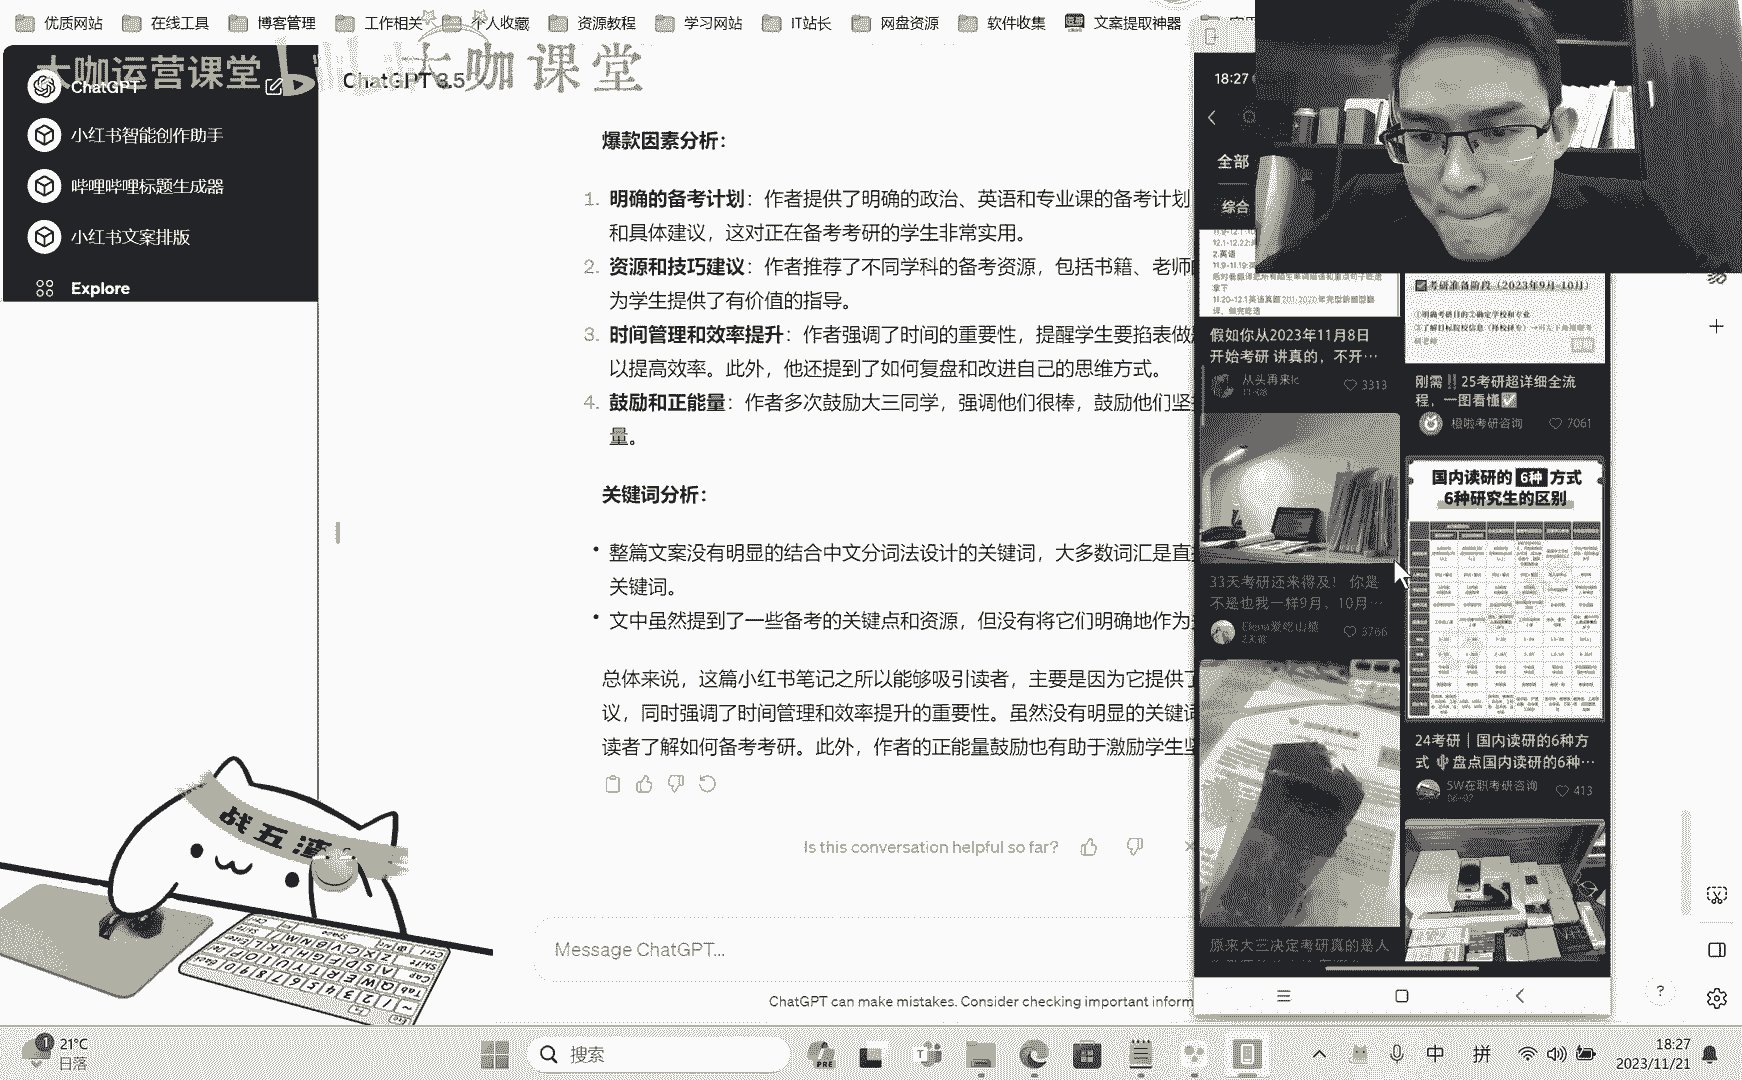 优质网站
在线工具
博客管理
工作相关
个人收藏
资源教程
学习网站
IT站长
网盘资源
软件收集
文案提取神器
大咖运营课堂
大咖课堂
ChatGPT
小红书智能创作助手
哔哩哔哩标题生成器
小红书文案排版
Explore
ChatGPT 3.5
爆款因素分析：
1. 明确的备考计划：作者提供了明确的政治、英语和专业课的备考计划
和具体建议，这对正在备考考研的学生非常实用。
2. 资源和技巧建议：作者推荐了不同学科的备考资源，包括书籍、老师
为学生提供了有价值的指导。
3. 时间管理和效率提升：作者强调了时间的重要性，提醒学生要掐表做
以提高效率。此外，他还提到了如何复盘和改进自己的思维方式。
4. 鼓励和正能量：作者多次鼓励大三同学，强调他们很棒，鼓励他们坚
量。
关键词分析：
• 整篇文案没有明显的结合中文分词法设计的关键词，大多数词汇是直
关键词。
• 文中虽然提到了一些备考的关键点和资源，但没有将它们明确地作为
总体来说，这篇小红书笔记之所以能够吸引读者，主要是因为它提供了
议，同时强调了时间管理和效率提升的重要性。虽然没有明显的关键词
读者了解如何备考考研。此外，作者的正能量鼓励也有助于激励学生坚
Is this conversation helpful so far?
Message ChatGPT...
ChatGPT can make mistakes. Consider checking important inform
18:27
全部
综合
2.英语
假如你从2023年11月8日
开始考研 讲真的，不开…
从头再来lc
11-08
3313
33天考研还来得及！ 你是
不是也我一样9月、10月…
Elena爱吃山楂
2天前
3766
原来大三决定考研真的是人
考研准备阶段（2023年9月-10月）
刚需‼️25考研超详细全流
程，一图看懂✅
橙啦考研咨询
7061
国内读研的 6种 方式
6种研究生的区别
24考研｜国内读研的6种方
式 🌵盘点国内读研的6种…
SW在职考研咨询
413
21°C
日落
搜索
PRE
中
拼
18:27
2023/11/21